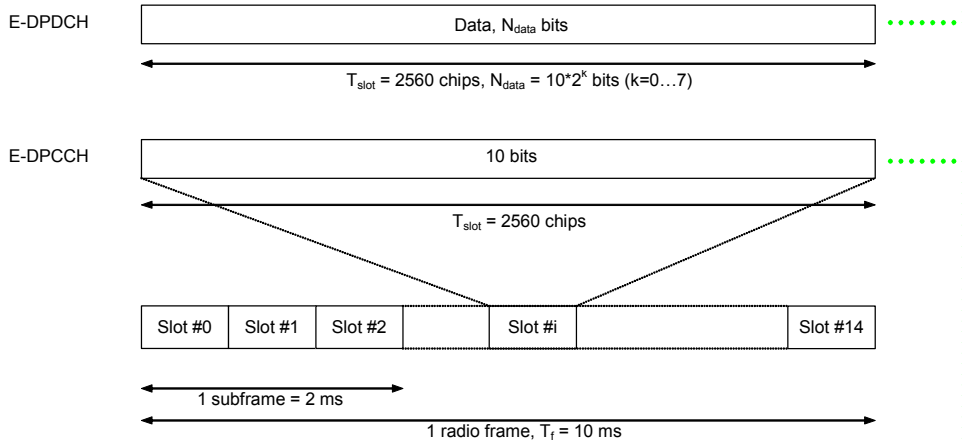 E-DPDCH
Data, Ndata bits
Tslot = 2560 chips, Ndata = 10*2^k bits (k=0…7)
E-DPCCH
10 bits
Tslot = 2560 chips
Slot #0 Slot #1 Slot #2 Slot #i Slot #14
1 subframe = 2 ms
1 radio frame, Tf = 10 ms